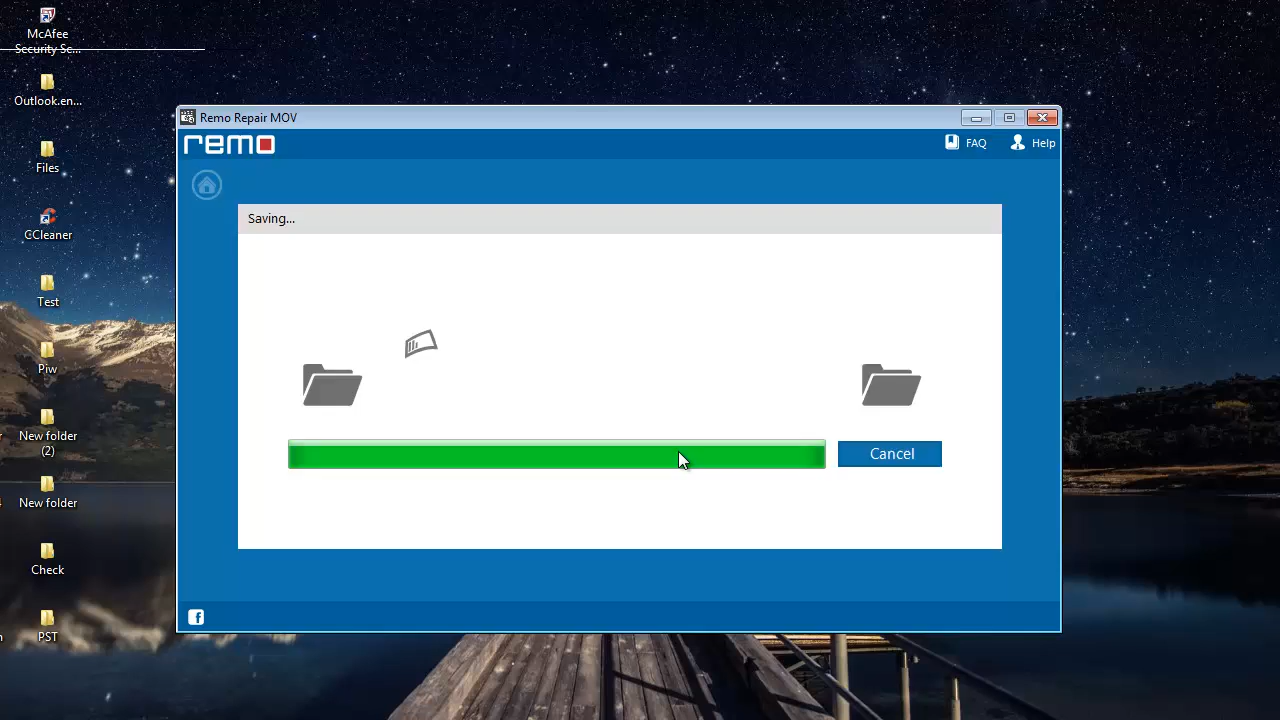 McAfee
Security Sc...
Outlook.en...
Files
CCleaner
Test
Piw
New folder
(2)
New folder
Check
PST
Remo Repair MOV
remo
FAQ
Help
Saving...
Cancel